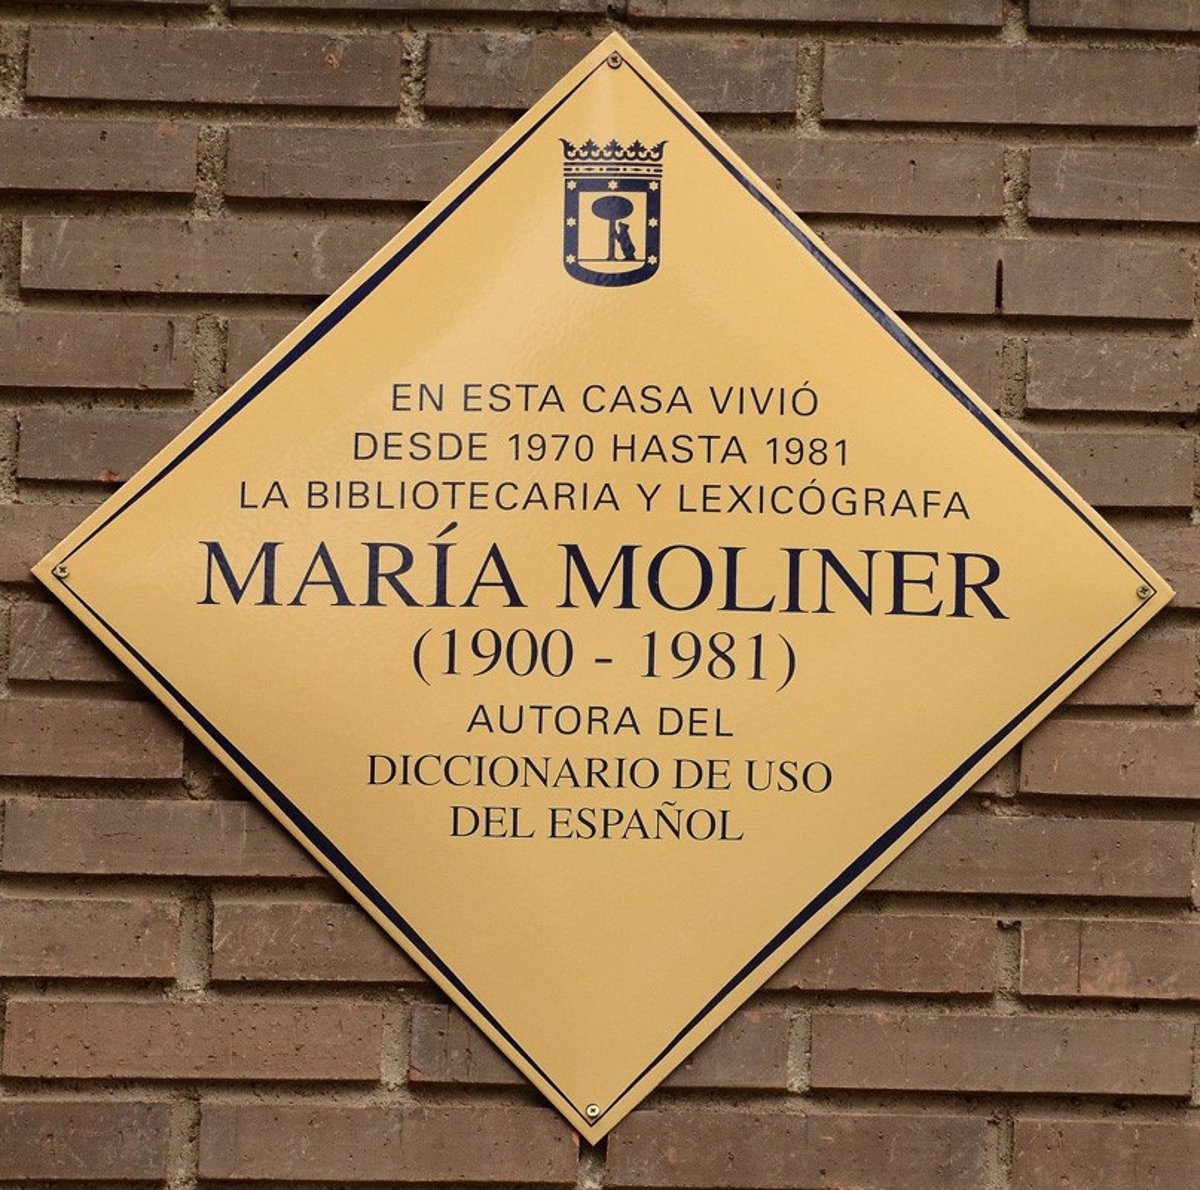 EN ESTA CASA VIVIÓ
DESDE 1970 HASTA 1981
LA BIBLIOTECARIA Y LEXICÓGRAFA
MARÍA MOLINER
(1900 - 1981)
AUTORA DEL
DICCIONARIO DE USO
DEL ESPAÑOL